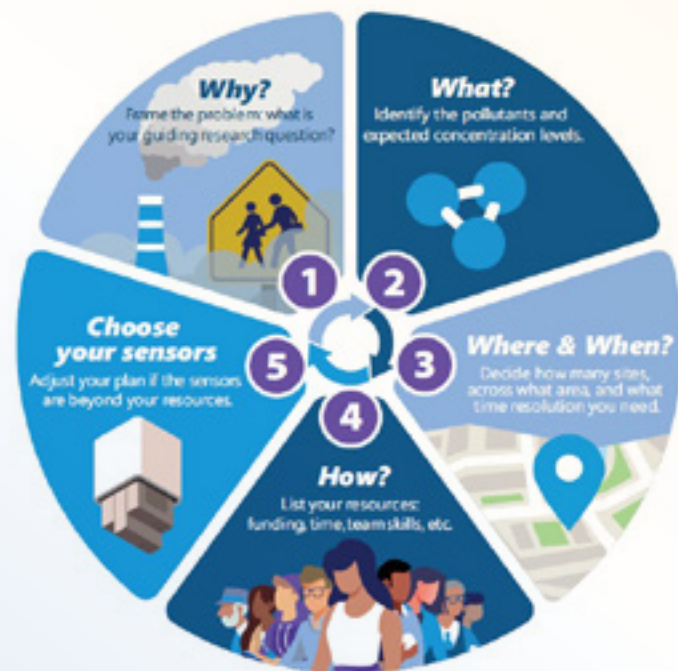 Why?
Frame the problem: what is
your guiding research question?
1
What?
Identify the pollutants and
expected concentration levels.
2
Where & When?
Decide how many sites,
across what area, and what
time resolution you need.
3
How?
List your resources:
funding, time, team skills, etc.
4
Choose
your sensors
Adjust your plan if the sensors
are beyond your resources.
5